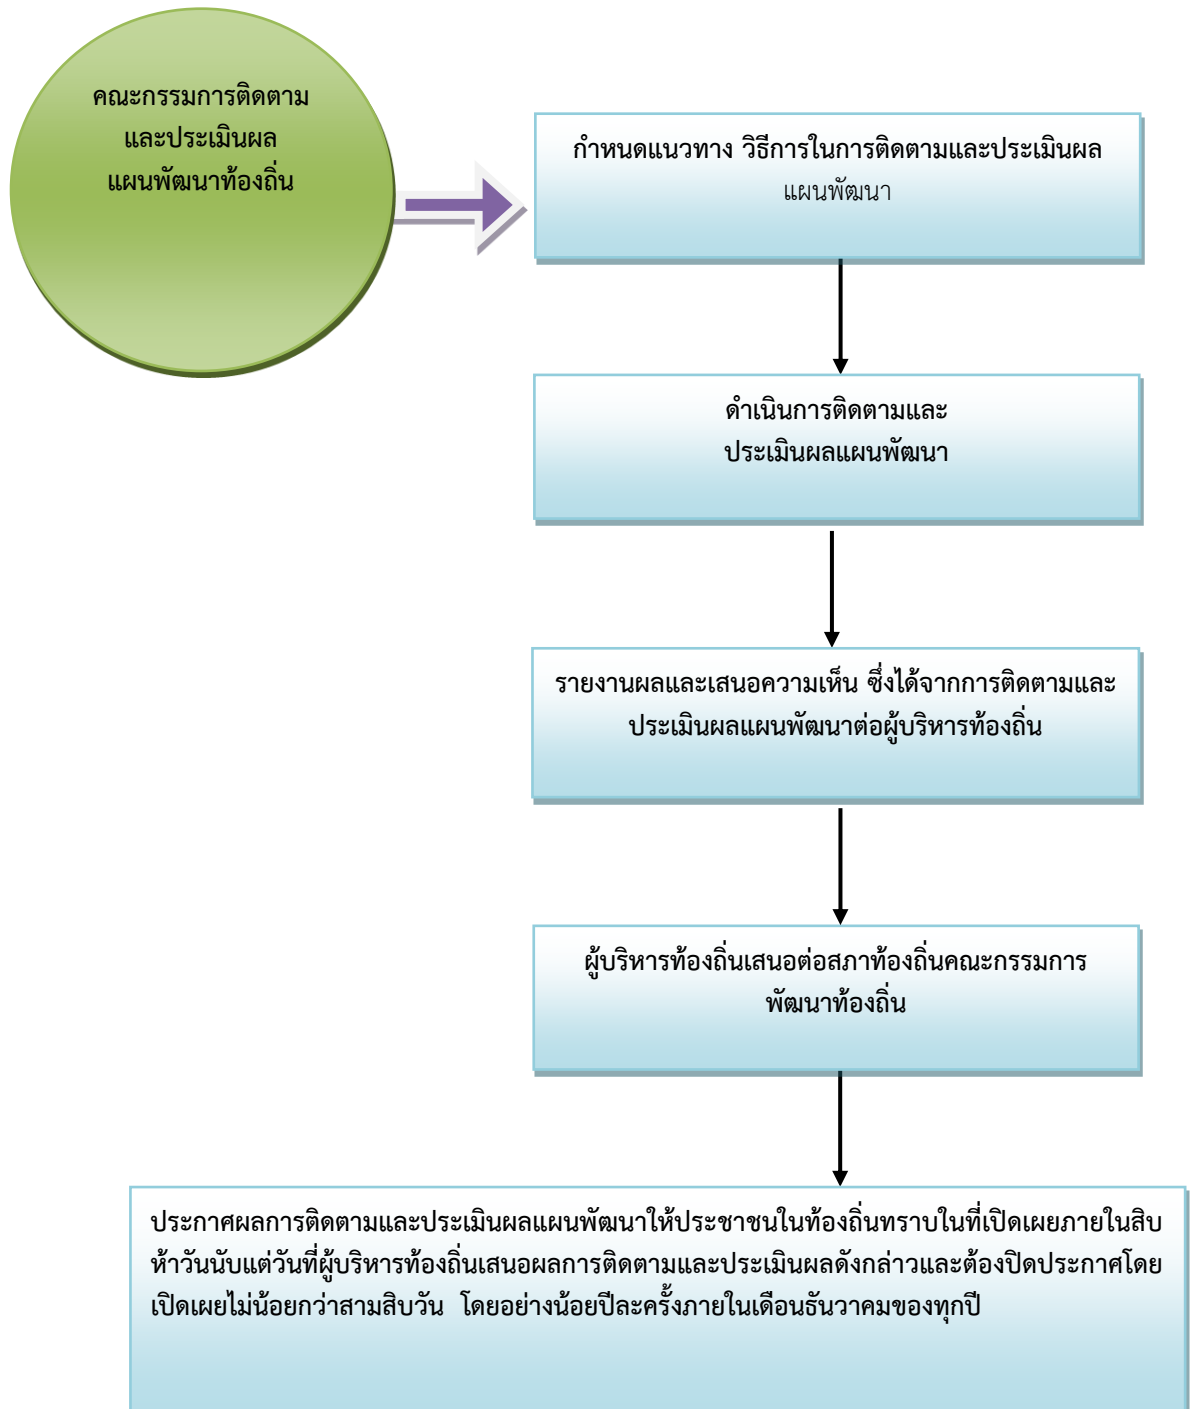 คณะกรรมการติดตาม
และประเมินผล
แผนพัฒนาท้องถิ่น
กำหนดแนวทาง วิธีการในการติดตามและประเมินผล
แผนพัฒนา
ดำเนินการติดตามและ
ประเมินผลแผนพัฒนา
รายงานผลและเสนอความเห็น ซึ่งได้จากการติดตามและ
ประเมินผลแผนพัฒนาต่อผู้บริหารท้องถิ่น
ผู้บริหารท้องถิ่นเสนอต่อสภาท้องถิ่นคณะกรรมการ
พัฒนาท้องถิ่น
ประกาศผลการติดตามและประเมินผลแผนพัฒนาให้ประชาชนในท้องถิ่นทราบในที่เปิดเผยภายในสิบ
ห้าวันนับแต่วันที่ผู้บริหารท้องถิ่นเสนอผลการติดตามและประเมินผลดังกล่าวและต้องปิดประกาศโดย
เปิดเผยไม่น้อยกว่าสามสิบวัน โดยอย่างน้อยปีละครั้งภายในเดือนธันวาคมของทุกปี